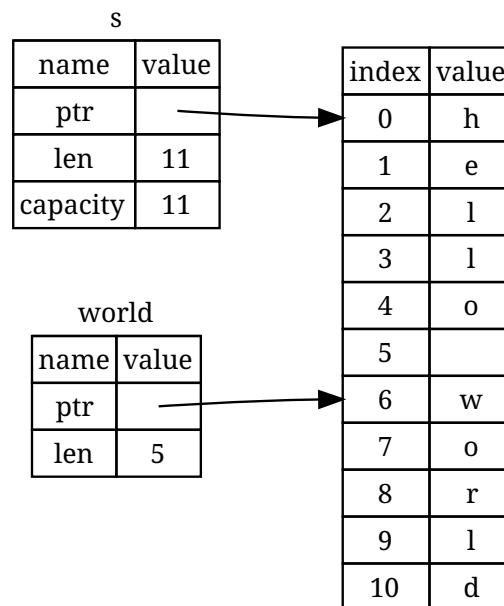 s
name value
ptr
len 11
capacity 11
world
name value
ptr
len 5
index value
0 h
1 e
2 l
3 l
4 o
5
6 w
7 o
8 r
9 l
10 d